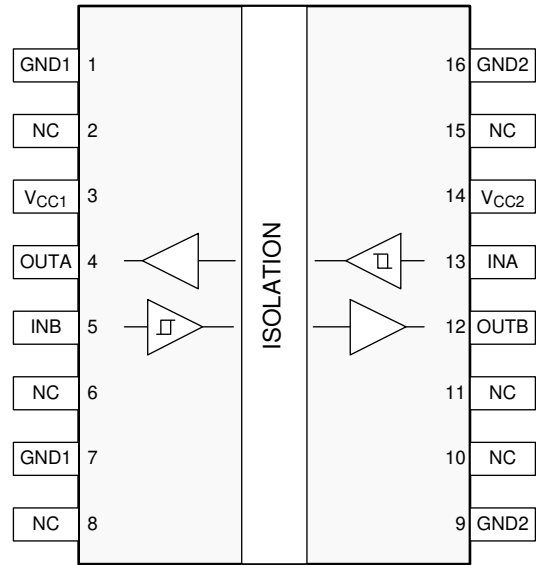 GND1 1 16 GND2
NC 2 15 NC
VCC1 3 14 VCC2
OUTA 4 13 INA
INB 5 12 OUTB
NC 6 11 NC
GND1 7 10 NC
NC 8 9 GND2
ISOLATION